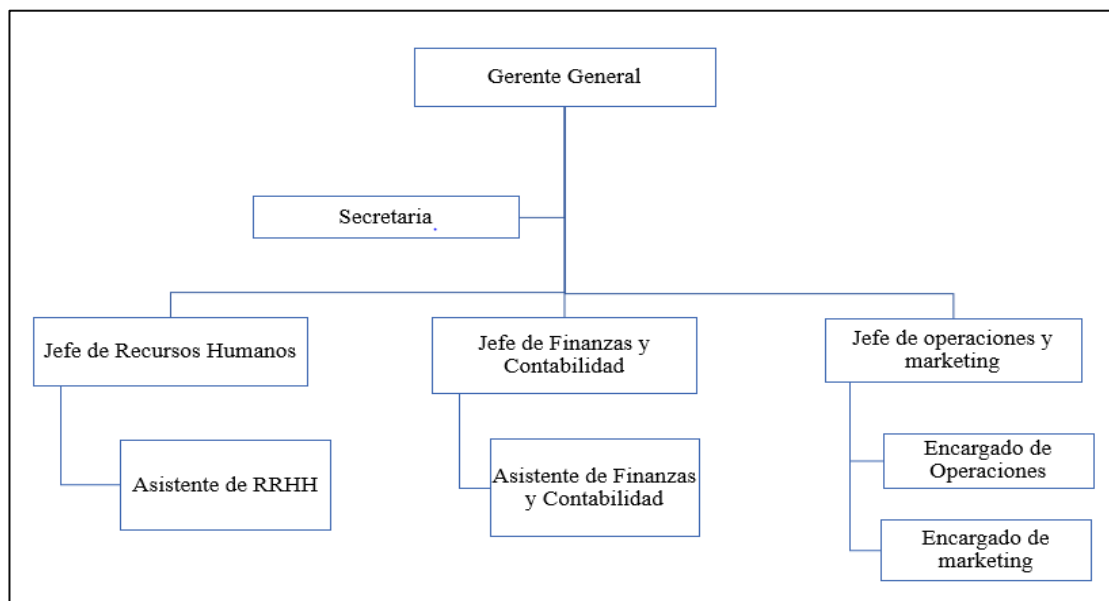 Gerente General
Secretaria.
Jefe de Recursos Humanos
Jefe de Finanzas y
Contabilidad
Jefe de operaciones y
marketing
Asistente de RRHH
Asistente de Finanzas
y Contabilidad
Encargado de
Operaciones
Encargado de
marketing